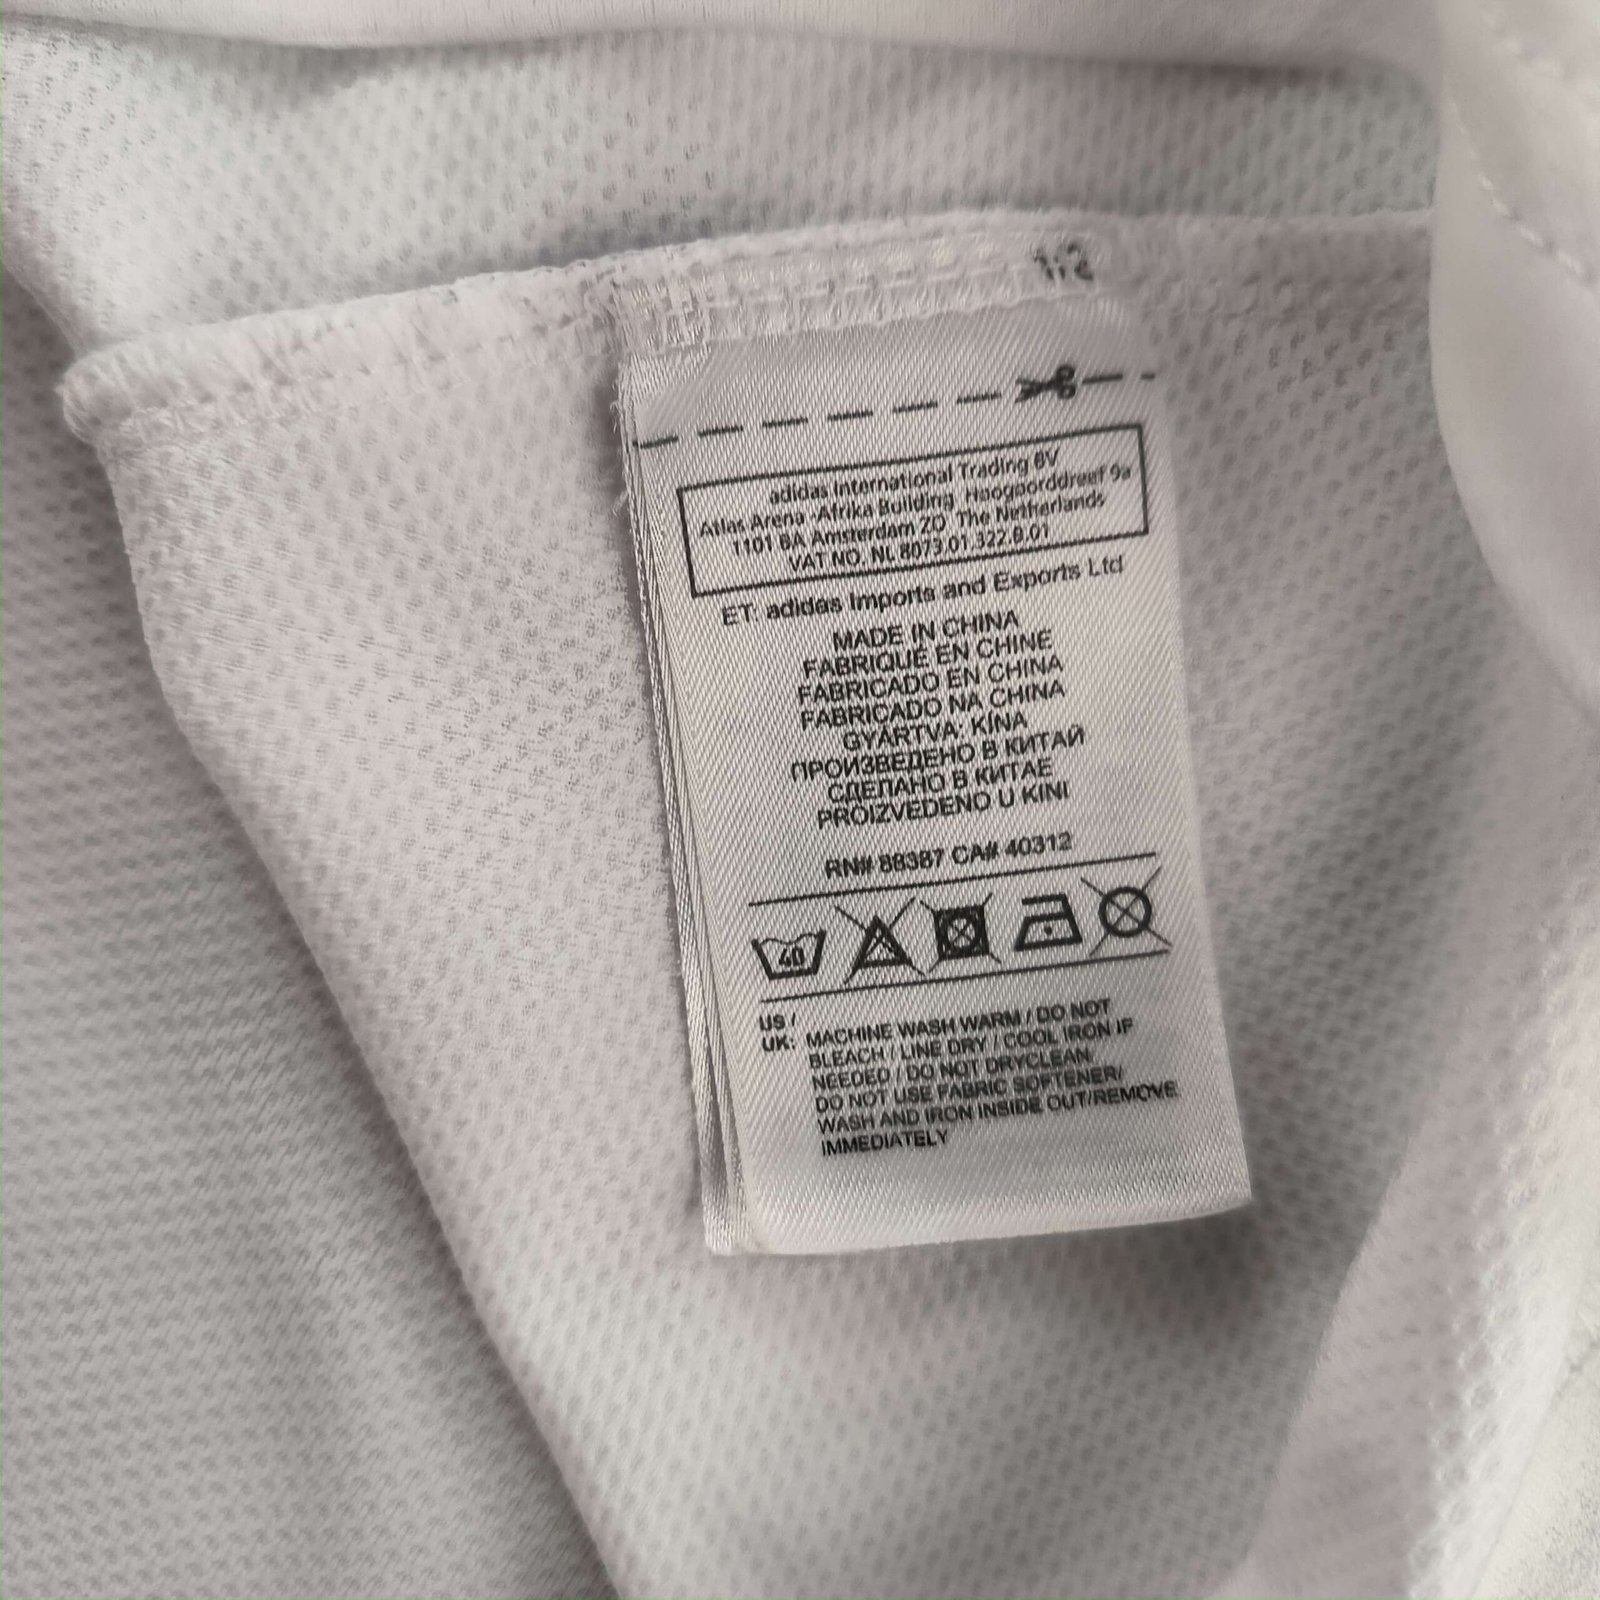 adidas International Trading BV
Atlas Arena -Afrika Building Hoogoorddreef 9a
1101 BA Amsterdam ZO The Netherlands
VAT NO. NL 8073.01.322.B.01
ET: adidas Imports and Exports Ltd
MADE IN CHINA
FABRIQUÉ EN CHINE
FABRICADO EN CHINA
FABRICADO NA CHINA
GYÁRTVA: KÍNA
ПРОИЗВЕДЕНО В КИТАЙ
СДЕЛАНО В КИТАЕ
PROIZVEDENO U KINI
RN# 88387 CA# 40312
40
US /
UK: MACHINE WASH WARM / DO NOT
BLEACH / LINE DRY / COOL IRON IF
NEEDED / DO NOT DRYCLEAN.
DO NOT USE FABRIC SOFTENER/
WASH AND IRON INSIDE OUT/REMOVE
IMMEDIATELY